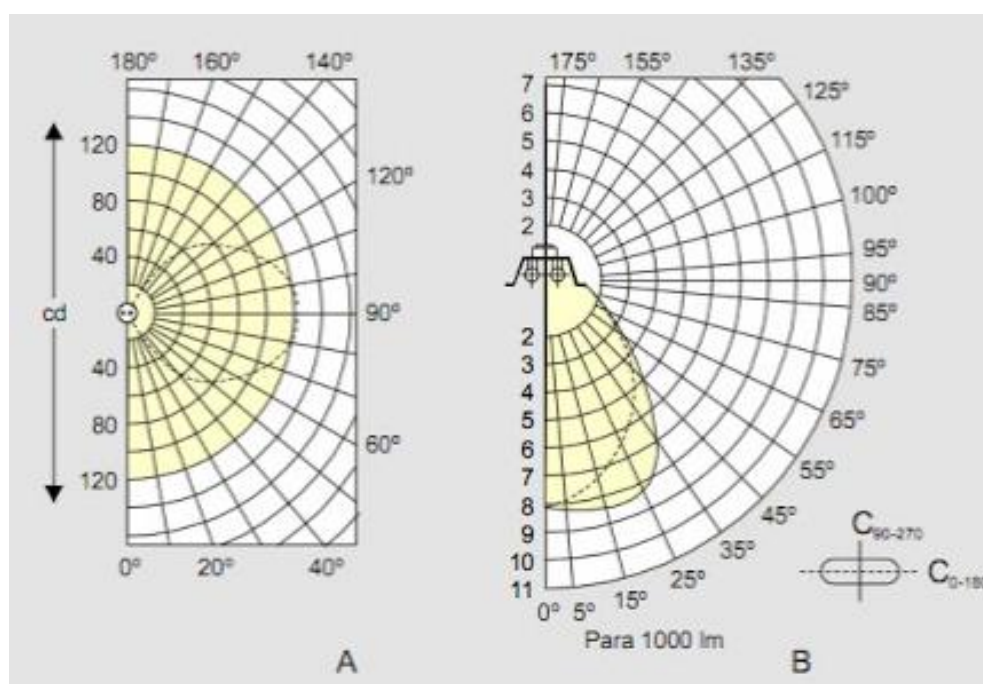 180º 160º 140º
120
80
40
cd
40
80
120
120º
90º
60º
0º 20º 40º
A
175º 155º 135º
125º
115º
100º
95º
90º
85º
75º
65º
55º
45º
35º
25º
15º
0º 5º
7
6
5
4
3
2
2
3
4
5
6
7
8
9
10
11
Para 1000 lm
B
C90-270
C0-180